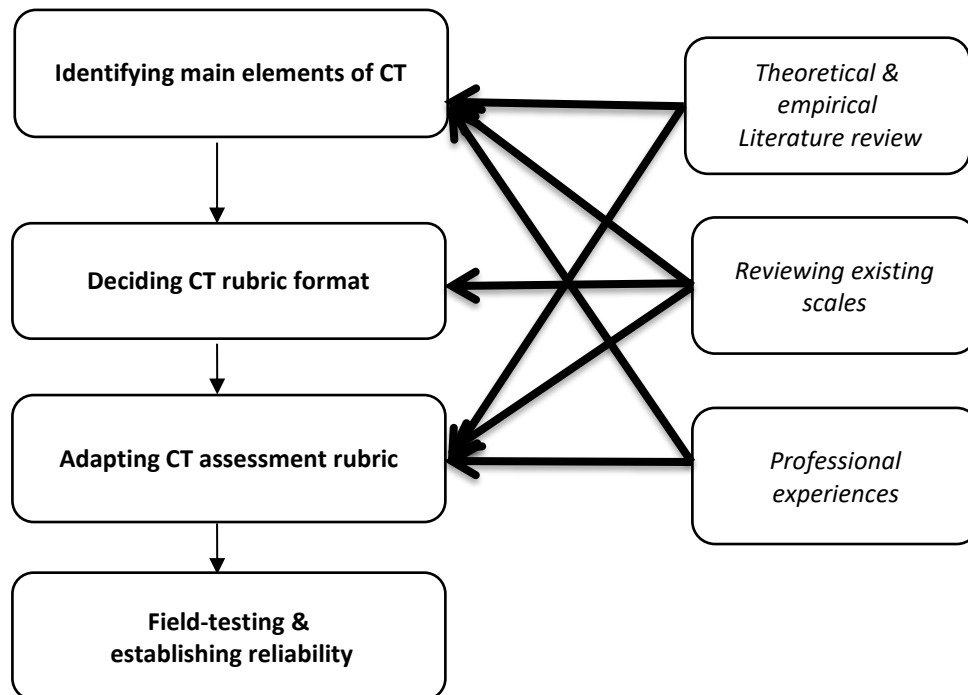 Identifying main elements of CT
Theoretical &
empirical
Literature review
Deciding CT rubric format
Reviewing existing
scales
Adapting CT assessment rubric
Professional
experiences
Field-testing &
establishing reliability